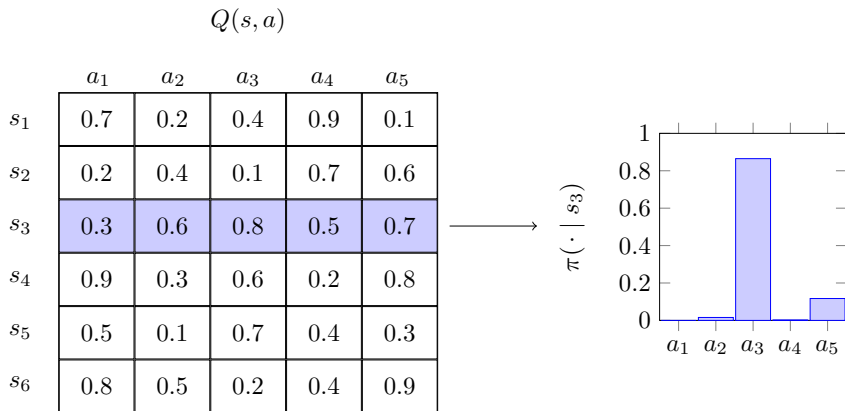 Q(s, a)
a₁ a₂ a₃ a₄ a₅
s₁ 0.7 0.2 0.4 0.9 0.1
s₂ 0.2 0.4 0.1 0.7 0.6
s₃ 0.3 0.6 0.8 0.5 0.7
s₄ 0.9 0.3 0.6 0.2 0.8
s₅ 0.5 0.1 0.7 0.4 0.3
s₆ 0.8 0.5 0.2 0.4 0.9
π(· | s₃)
1
0.8
0.6
0.4
0.2
0
a₁ a₂ a₃ a₄ a₅